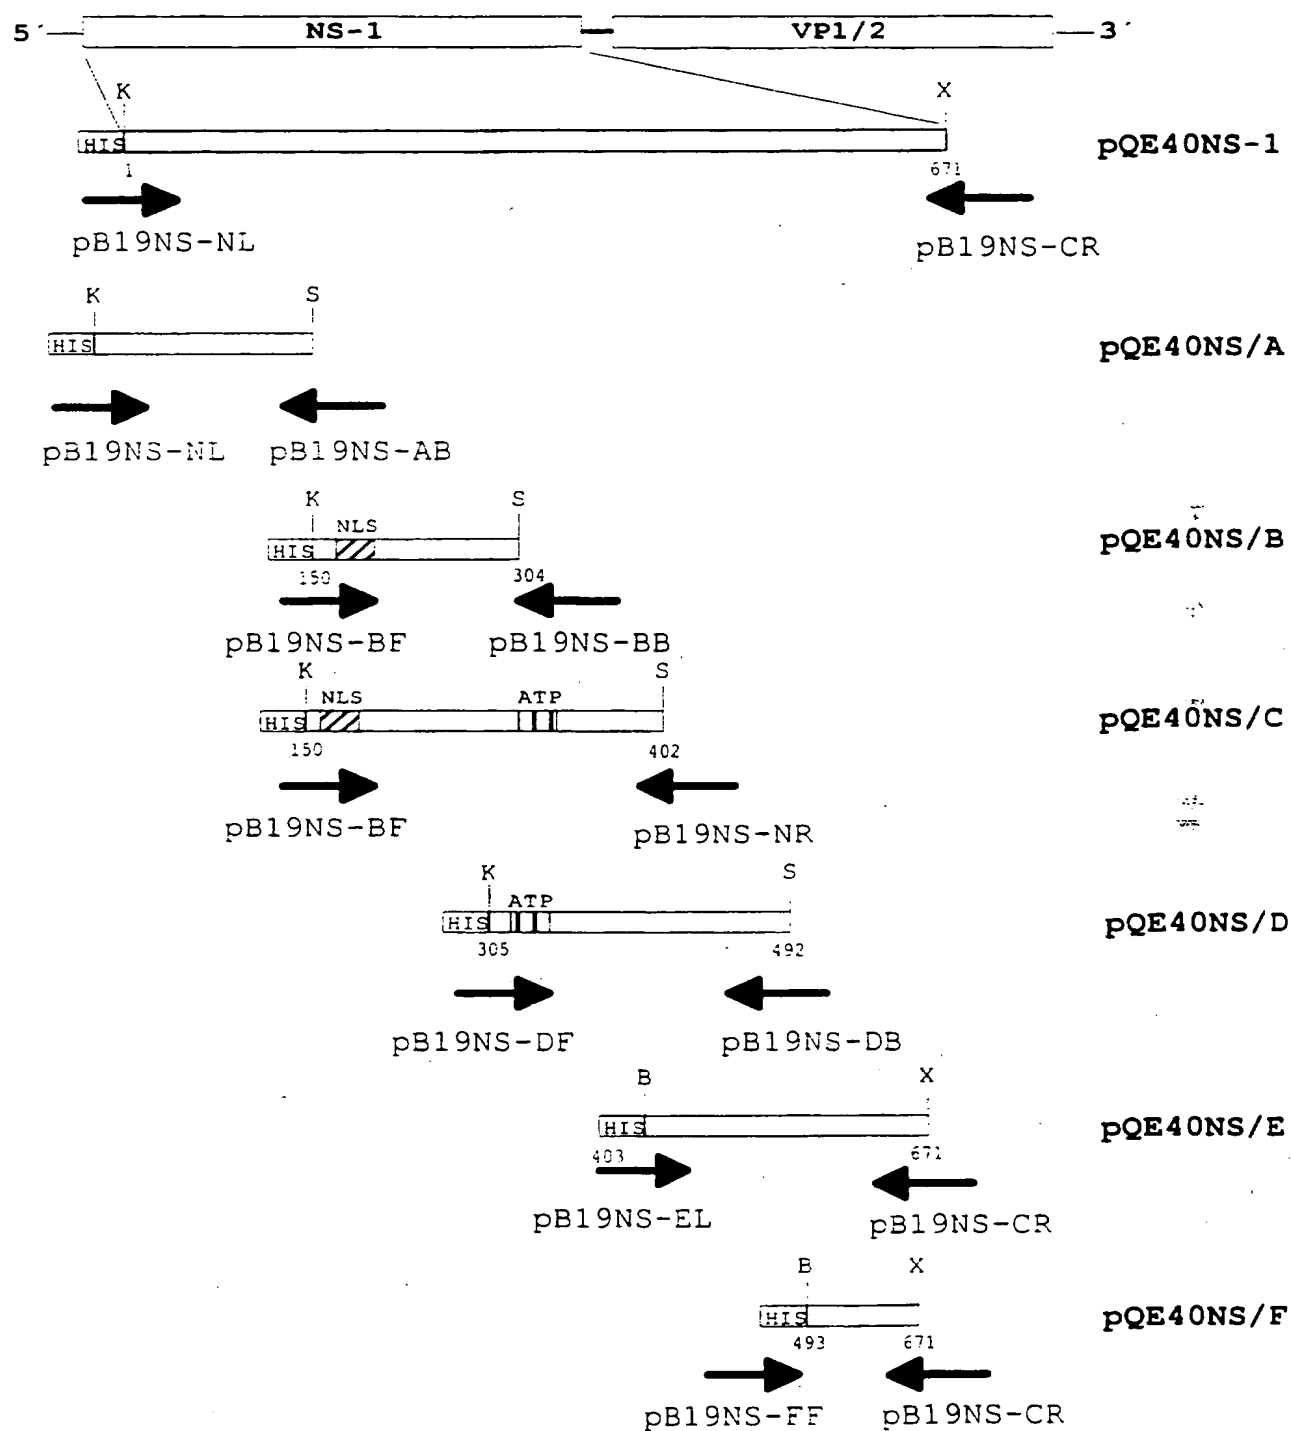 5´ NS-1 VP1/2 3´
K X
HIS pQE40NS-1
1 671
pB19NS-NL pB19NS-CR
K S
HIS pQE40NS/A
pB19NS-NL pB19NS-AB
K S
NLS
HIS pQE40NS/B
150 304
pB19NS-BF pB19NS-BB
K S
NLS ATP
HIS pQE40NS/C
150 402
pB19NS-BF pB19NS-NR
K S
ATP
HIS pQE40NS/D
305 492
pB19NS-DF pB19NS-DB
B X
HIS pQE40NS/E
403 671
pB19NS-EL pB19NS-CR
B X
HIS pQE40NS/F
493 671
pB19NS-FF pB19NS-CR